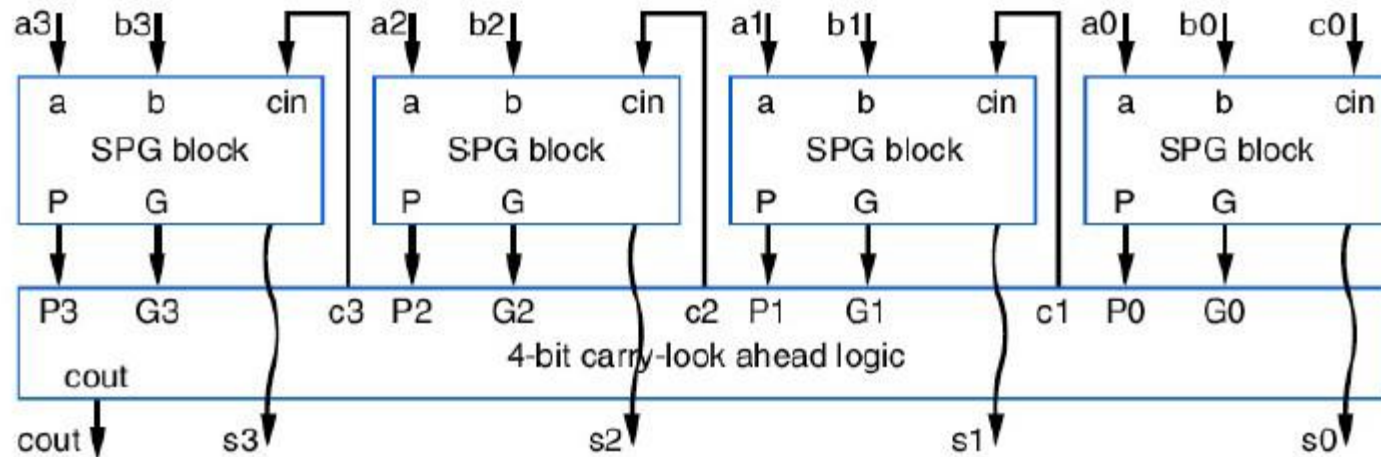 a3 b3 a2 b2 a1 b1 a0 b0 c0
a b cin a b cin a b cin a b cin
SPG block SPG block SPG block SPG block
P G P G P G P G
P3 G3 c3 P2 G2 c2 P1 G1 c1 P0 G0
4-bit carry-look ahead logic
cout
cout s3 s2 s1 s0